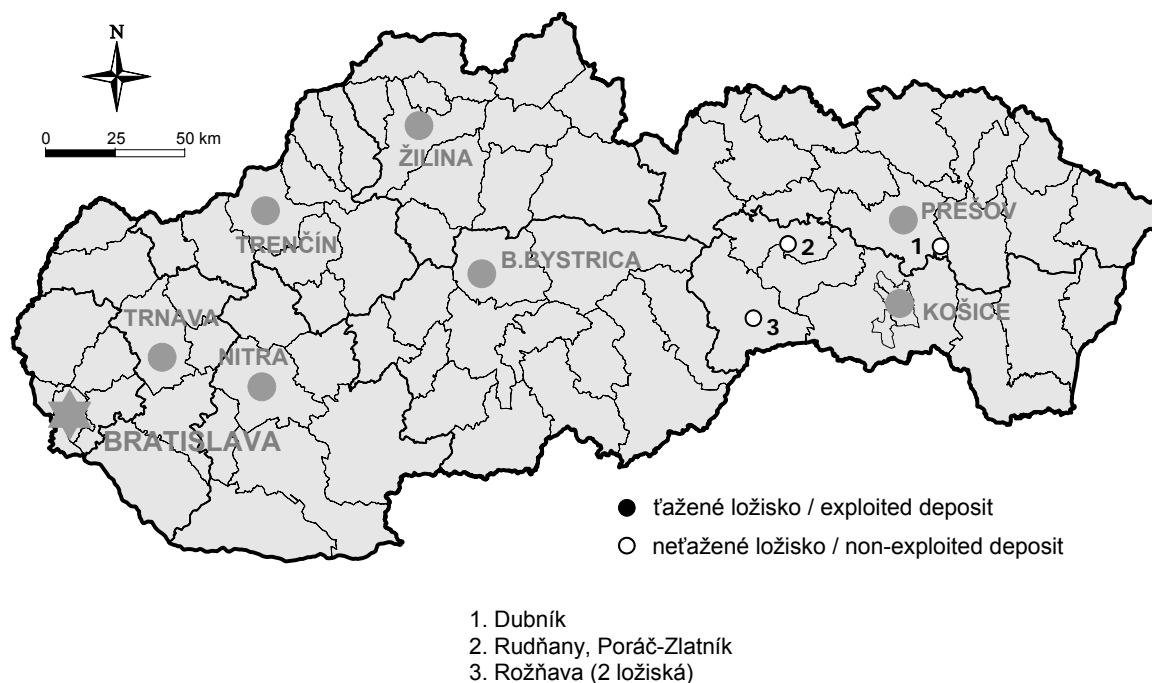 N
0 25 50 km
ŽILINA
PREŠOV
TRENČÍN
1
2
B.BYSTRICA
TRNAVA
KOŠICE
3
NITRA
BRATISLAVA
ťažené ložisko / exploited deposit
neťažené ložisko / non-exploited deposit
1. Dubník
2. Rudňany, Poráč-Zlatník
3. Rožňava (2 ložiská)